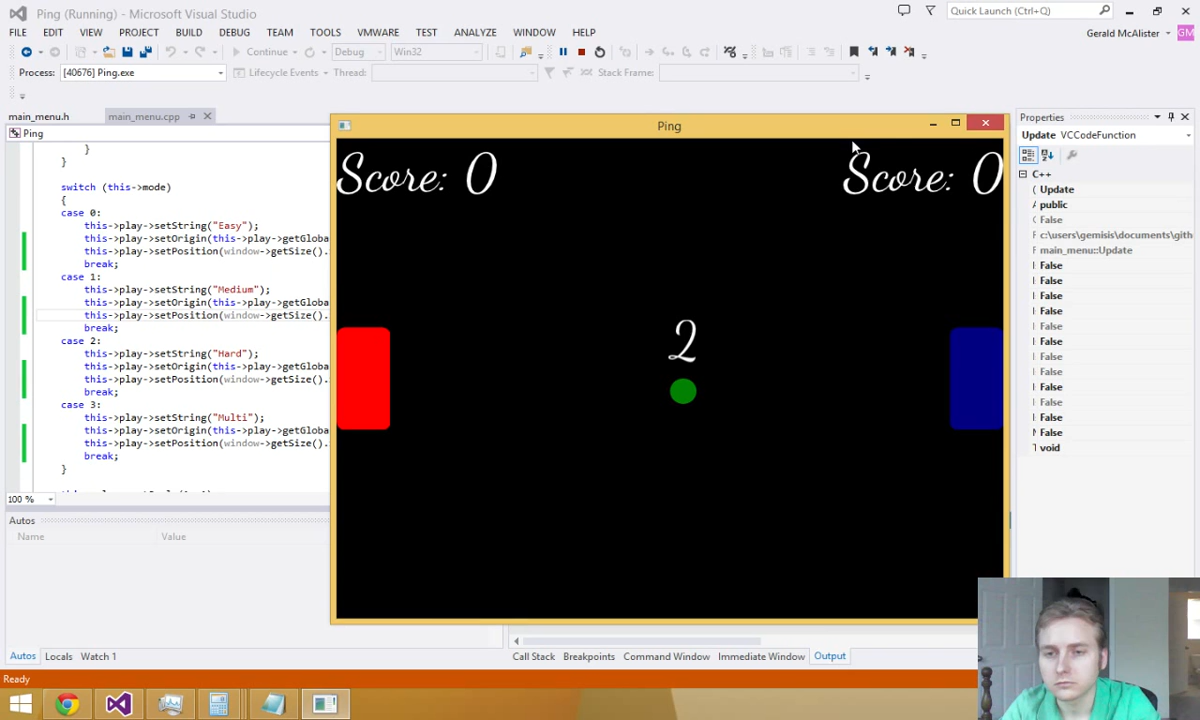 Ping (Running) - Microsoft Visual Studio
Quick Launch (Ctrl+Q)
FILE EDIT VIEW PROJECT BUILD DEBUG TEAM TOOLS VMWARE TEST ANALYZE WINDOW HELP
Gerald McAlister GM
Continue Debug Win32
Process: [40676] Ping.exe Lifecycle Events Thread: Stack Frame:
main_menu.h main_menu.cpp
Ping
}
}
switch (this->mode)
{
case 0:
this->play->setString("Easy");
this->play->setOrigin(this->play->getGloba
this->play->setPosition(window->getSize().
break;
case 1:
this->play->setString("Medium");
this->play->setOrigin(this->play->getGloba
this->play->setPosition(window->getSize().
break;
case 2:
this->play->setString("Hard");
this->play->setOrigin(this->play->getGloba
this->play->setPosition(window->getSize().
break;
case 3:
this->play->setString("Multi");
this->play->setOrigin(this->play->getGloba
this->play->setPosition(window->getSize().
break;
}
100 %
Autos
Name Value
Autos Locals Watch 1
Ping
Score: 0 Score: 0
2
Properties
Update VCCodeFunction
C++
( Update
public
False
c:\users\gemisis\documents\gith
main_menu::Update
False
False
False
False
False
False
False
False
False
False
False
False
void
Call Stack Breakpoints Command Window Immediate Window Output
Ready